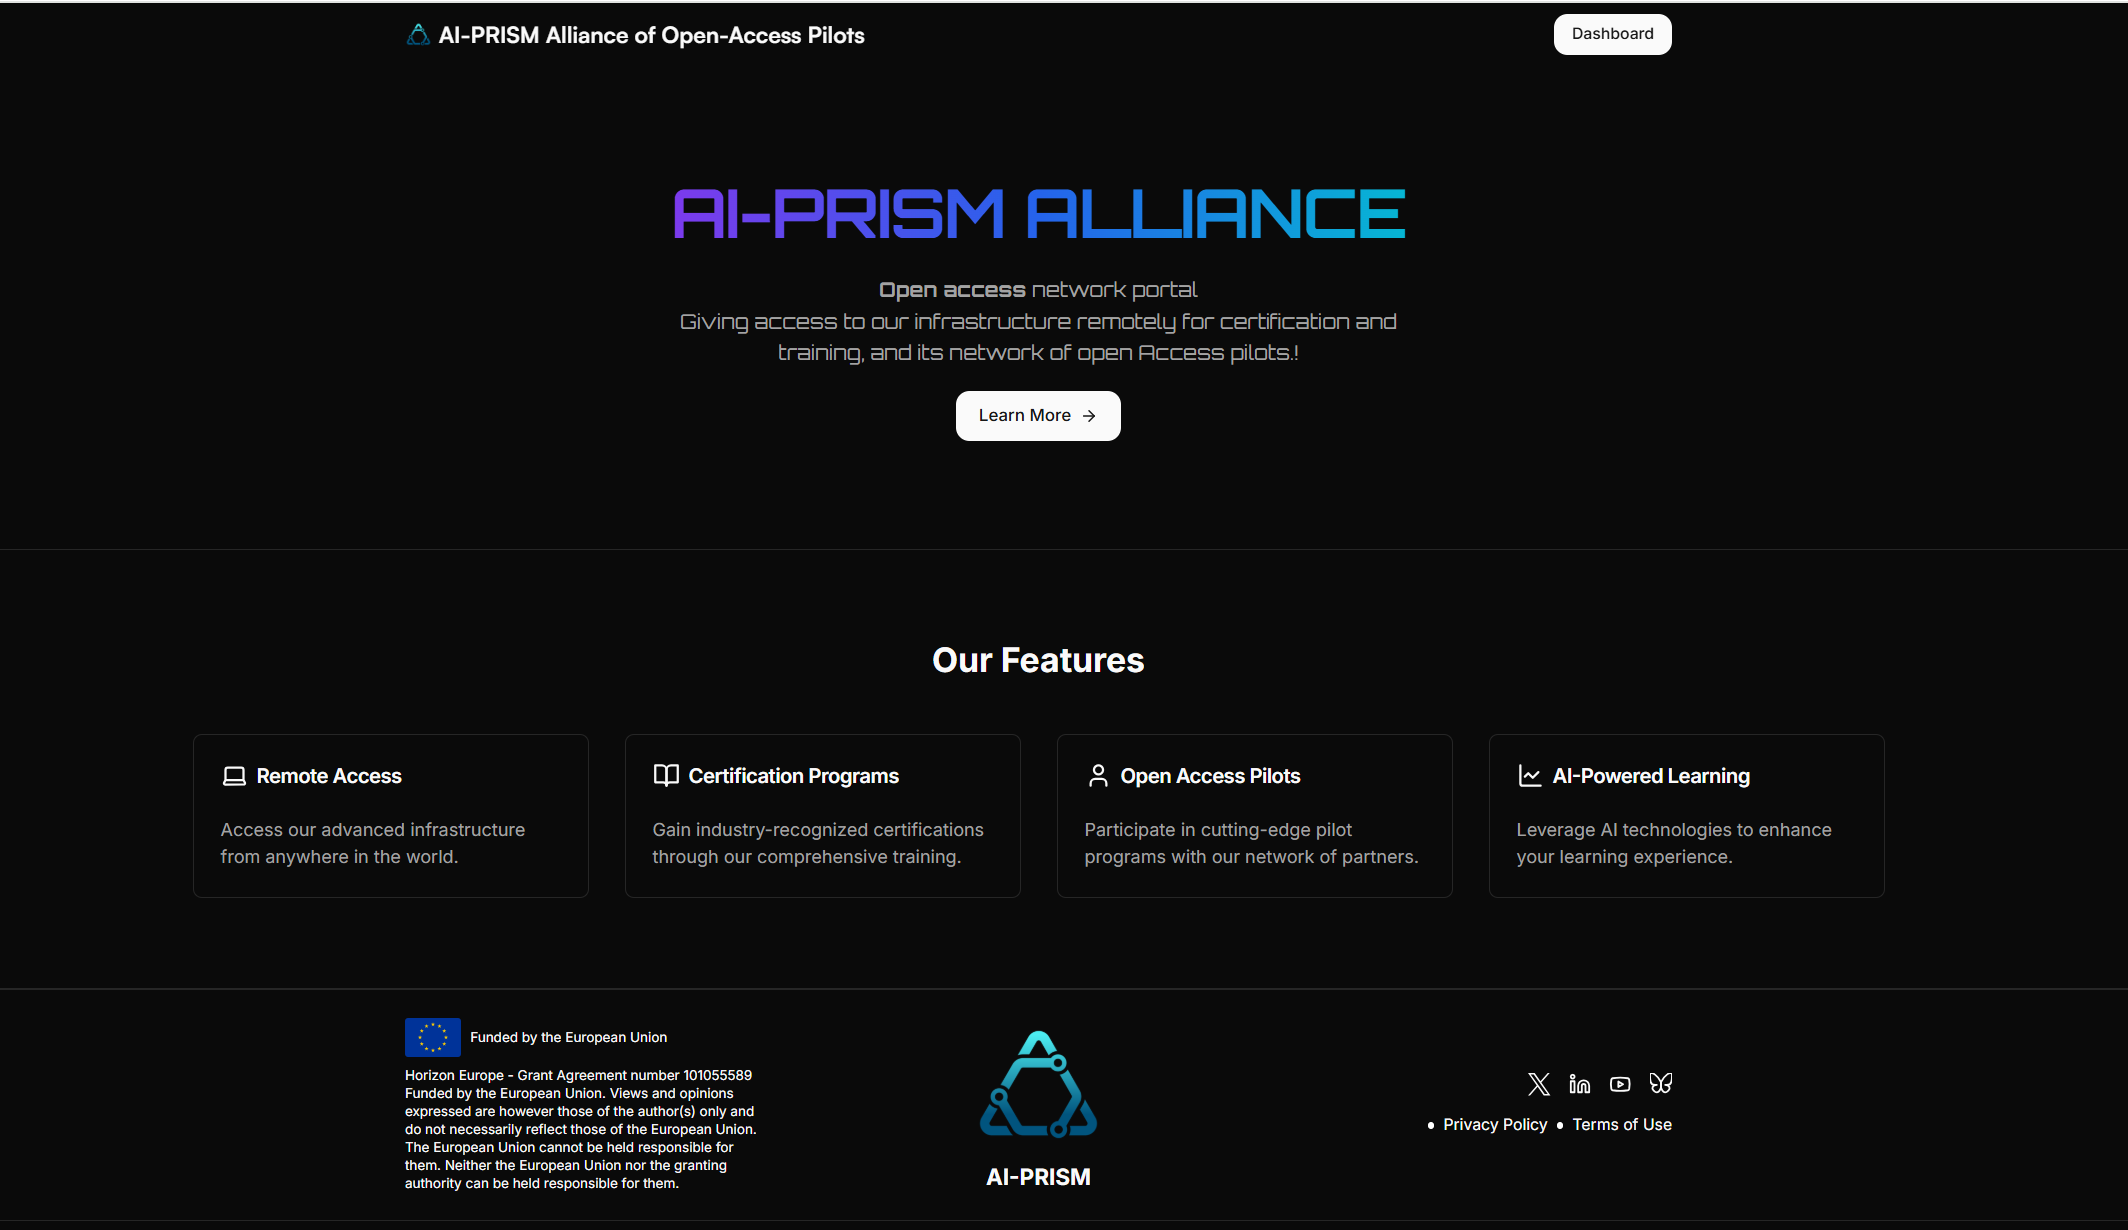 AI-PRISM Alliance of Open-Access Pilots
Dashboard
AI-PRISM ALLIANCE
Open access network portal
Giving access to our infrastructure remotely for certification and
training, and its network of open Access pilots.!
Learn More
Our Features
Remote Access
Access our advanced infrastructure
from anywhere in the world.
Certification Programs
Gain industry-recognized certifications
through our comprehensive training.
Open Access Pilots
Participate in cutting-edge pilot
programs with our network of partners.
AI-Powered Learning
Leverage AI technologies to enhance
your learning experience.
Funded by the European Union
Horizon Europe - Grant Agreement number 101055589
Funded by the European Union. Views and opinions
expressed are however those of the author(s) only and
do not necessarily reflect those of the European Union.
The European Union cannot be held responsible for
them. Neither the European Union nor the granting
authority can be held responsible for them.
AI-PRISM
• Privacy Policy • Terms of Use